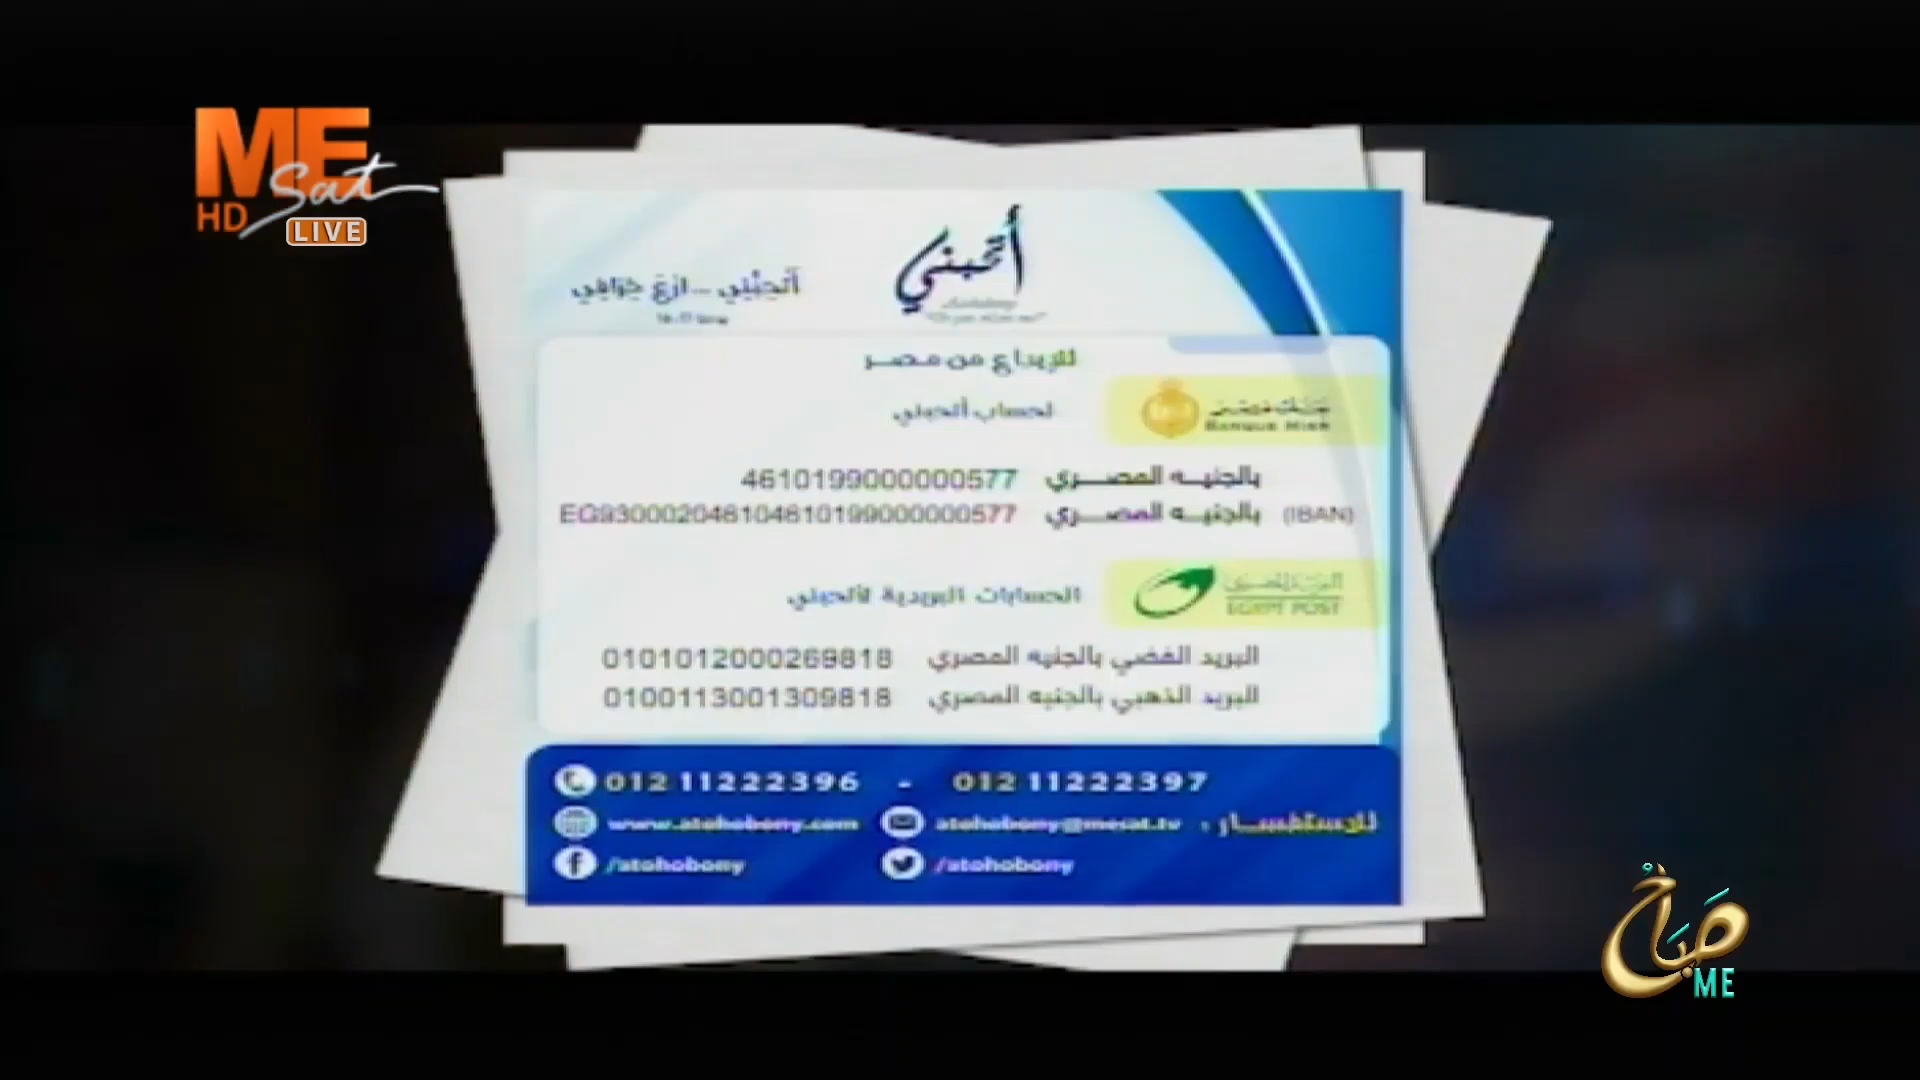 ME
Sat
HD
LIVE
أتحبني
أتحبني ... ارع خرافي
للإيداع من مصر
لحساب أتحبني
بنك مصر
BANQUE MISR
بالجنيه المصري 4610199000000577
(IBAN) بالجنيه المصري EG930002046104610199000000577
الحسابات البريدية لأتحبني
البريد المصري
EGYPT POST
البريد الفضي بالجنيه المصري 0101012000269818
البريد الذهبي بالجنيه المصري 0100113001309818
012 11222396 - 012 11222397
للاستفسار : atohobony@mesat.tv www.atohobony.com
/atohobony /atohobony
صباح
ME